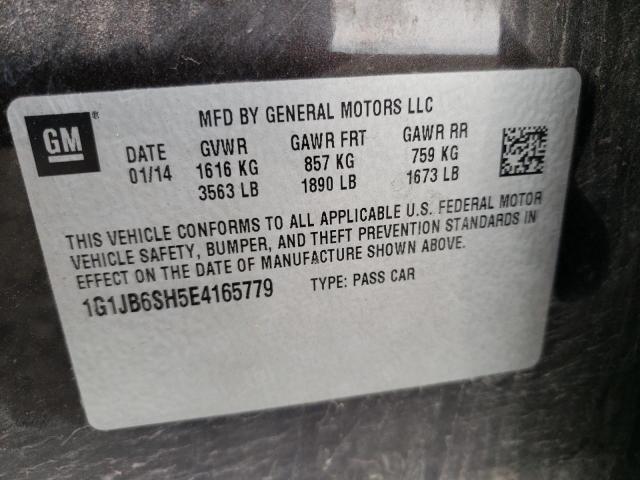 GM®
MFD BY GENERAL MOTORS LLC
DATE GVWR GAWR FRT GAWR RR
01/14 1616 KG 857 KG 759 KG
3563 LB 1890 LB 1673 LB
THIS VEHICLE CONFORMS TO ALL APPLICABLE U.S. FEDERAL MOTOR
VEHICLE SAFETY, BUMPER, AND THEFT PREVENTION STANDARDS IN
EFFECT ON THE DATE OF MANUFACTURE SHOWN ABOVE.
1G1JB6SH5E4165779 TYPE: PASS CAR